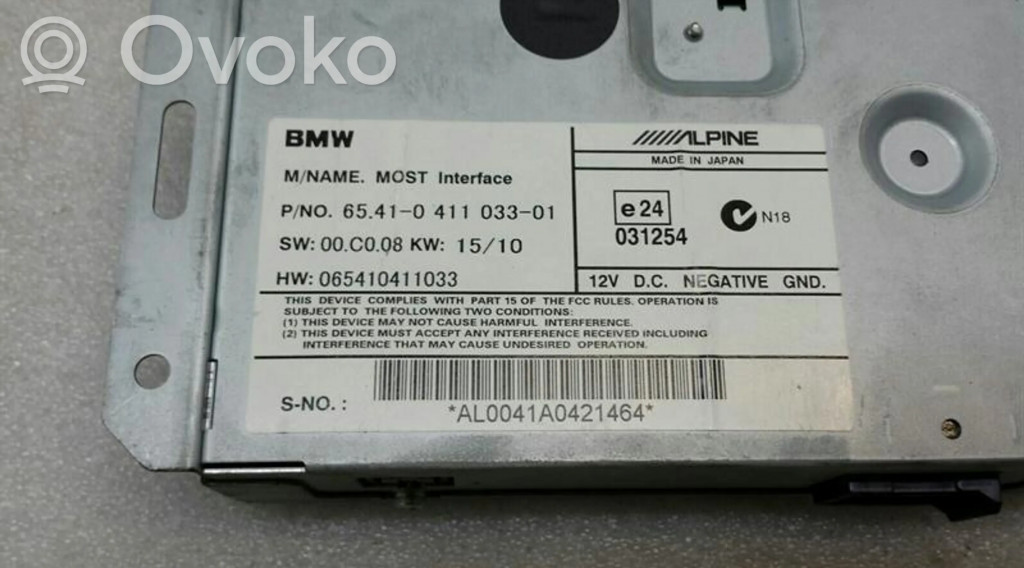 Ovoko
BMW
M/NAME. MOST Interface
P/NO. 65.41-0 411 033-01
SW: 00.C0.08 KW: 15/10
HW: 065410411033
ALPINE
MADE IN JAPAN
e24
031254
N18
12V D.C. NEGATIVE GND.
THIS DEVICE COMPLIES WITH PART 15 OF THE FCC RULES. OPERATION IS
SUBJECT TO THE FOLLOWING TWO CONDITIONS:
(1) THIS DEVICE MAY NOT CAUSE HARMFUL INTERFERENCE.
(2) THIS DEVICE MUST ACCEPT ANY INTERFERENCE RECEIVED INCLUDING
INTERFERENCE THAT MAY CAUSE UNDESIRED OPERATION.
S-NO. :
*AL0041A0421464*
Ovoko